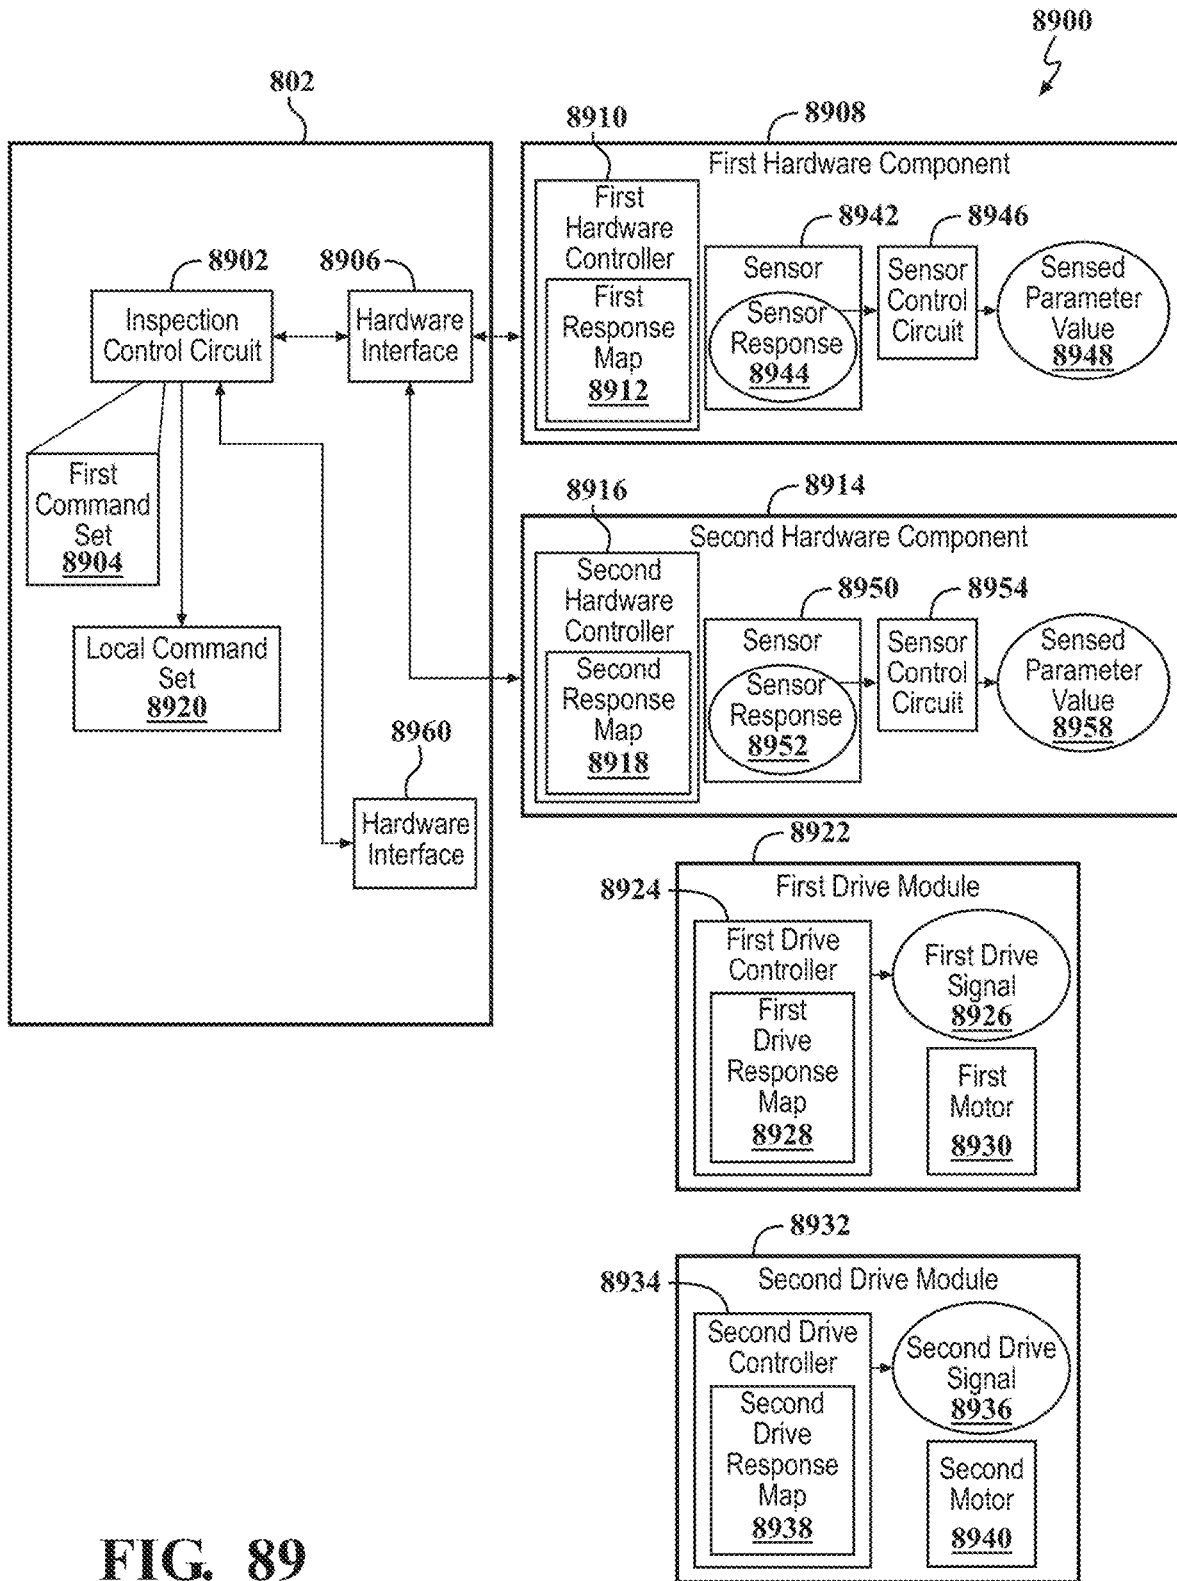 8900
802
8902
8906
Inspection
Control Circuit
Hardware
Interface
First
Command
Set
8904
Local Command
Set
8920
8960
Hardware
Interface
8910
8908
First Hardware Component
First
Hardware
Controller
First
Response
Map
8912
8942
Sensor
Sensor
Response
8944
8946
Sensor
Control
Circuit
Sensed
Parameter
Value
8948
8916
8914
Second Hardware Component
Second
Hardware
Controller
Second
Response
Map
8918
8950
Sensor
Sensor
Response
8952
8954
Sensor
Control
Circuit
Sensed
Parameter
Value
8958
8922
First Drive Module
8924
First Drive
Controller
First
Drive
Response
Map
8928
First Drive
Signal
8926
First
Motor
8930
8932
Second Drive Module
8934
Second Drive
Controller
Second
Drive
Response
Map
8938
Second Drive
Signal
8936
Second
Motor
8940
FIG. 89